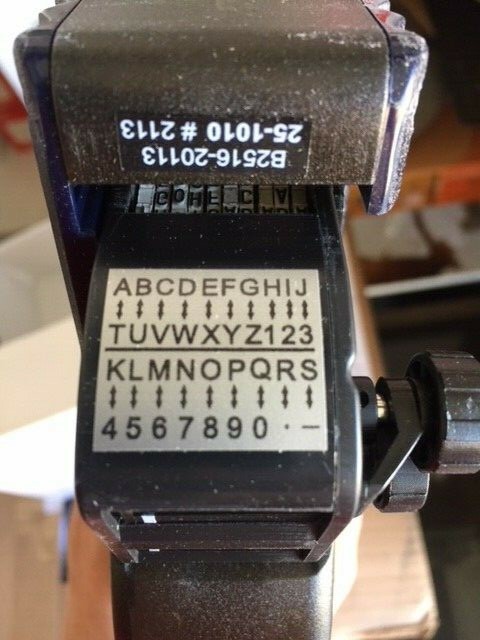 B2516-20113
25-1010 # 2113
ABCDEFGHIJ
TUVWXYZ123
KLMNOPQRS
4567890·–